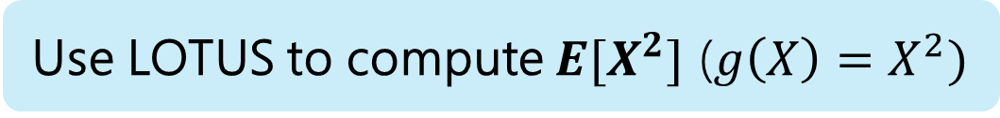 Use LOTUS to compute E[X²] (g(X) = X²)